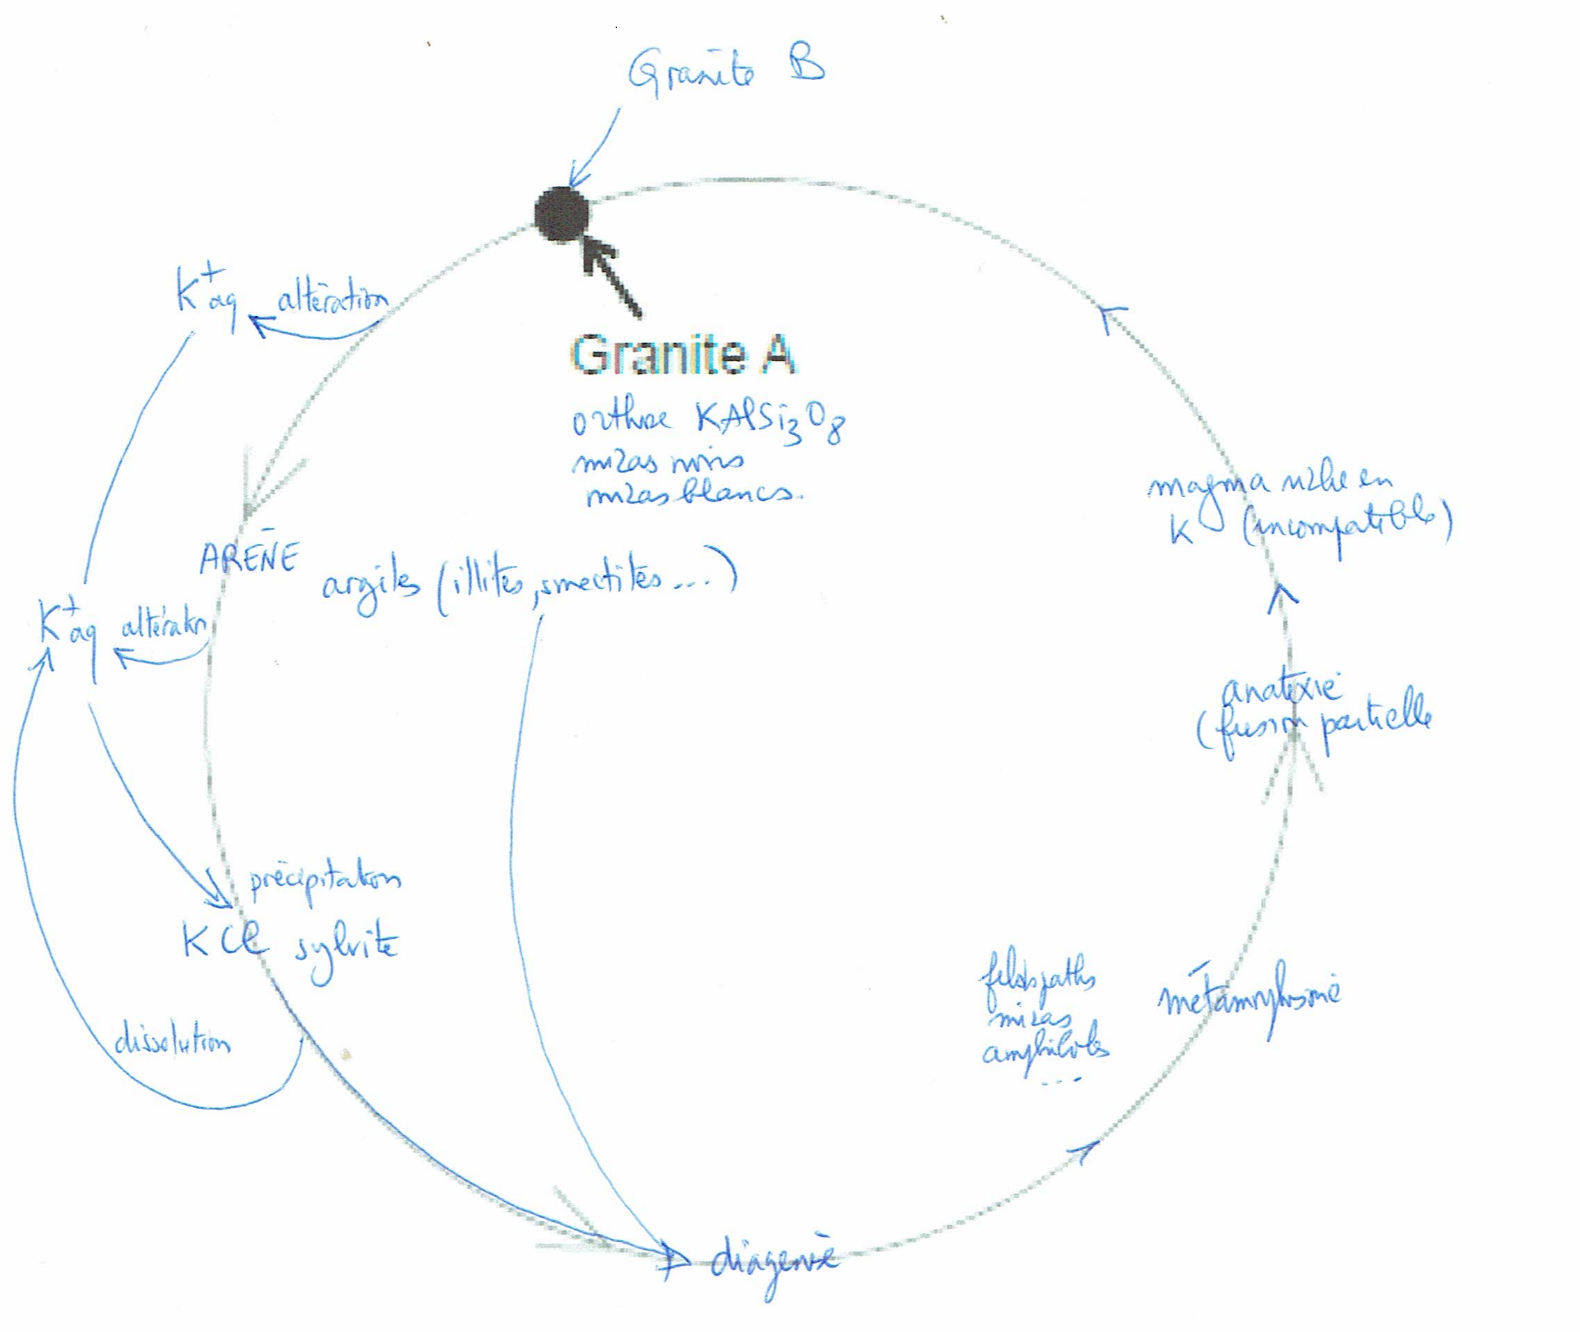 Granite B
K⁺aq altération
Granite A
orthose KAlSi₃O₈
micas noirs
micas blancs.
magma riche en
K (incompatible)
ARÈNE
argiles (illites, smectites ...)
K⁺aq altératn
anatexie
(fusion partielle
précipitation
KCl sylvite
dissolution
feldspaths
micas
amphiboles
...
métamorphisme
diagenèse